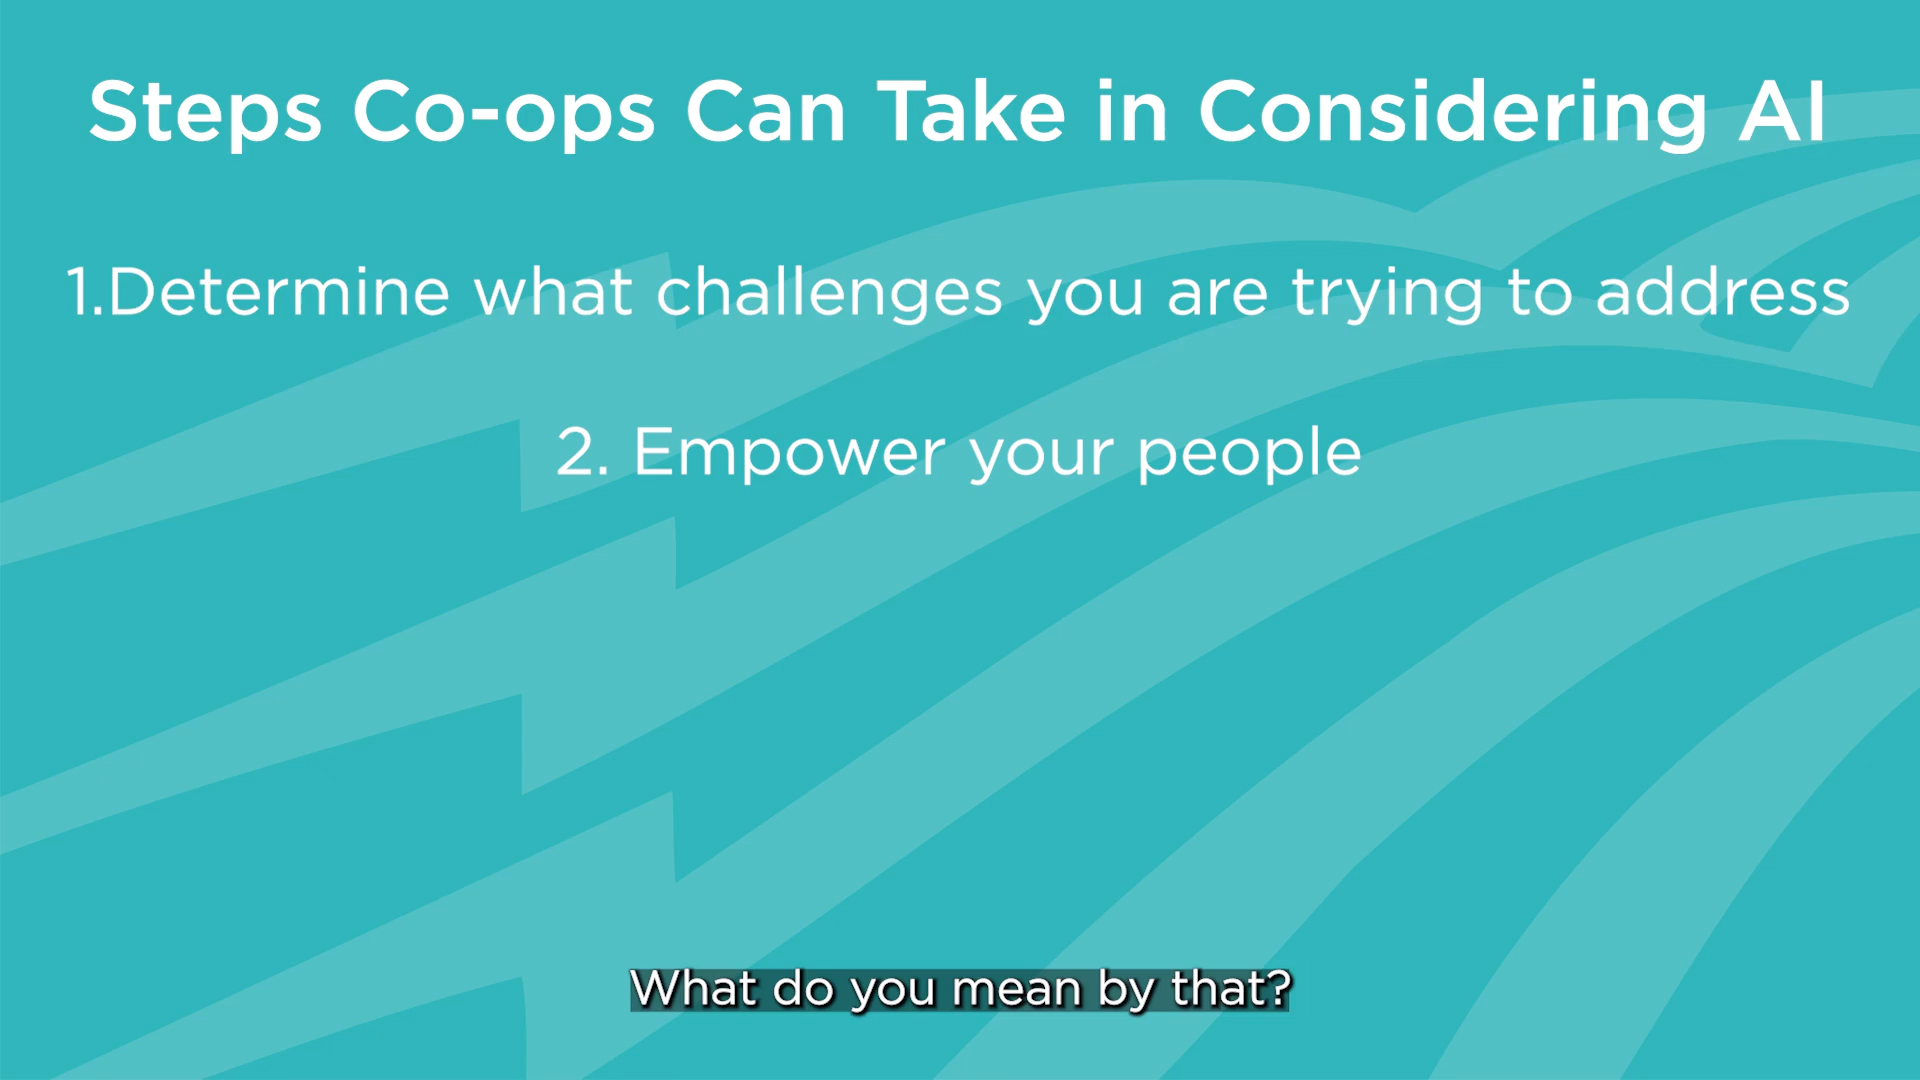 Steps Co-ops Can Take in Considering AI
1.Determine what challenges you are trying to address
2. Empower your people
What do you mean by that?